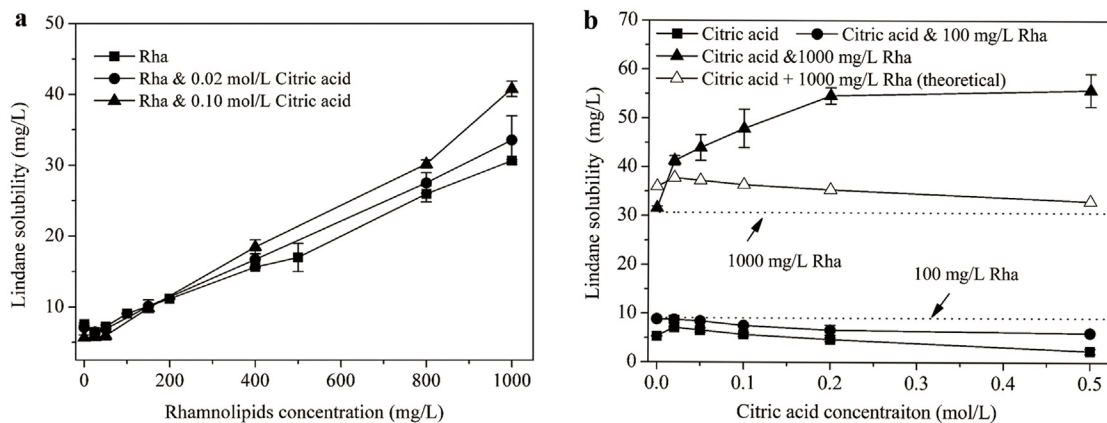 a
50
40
30
20
10
Lindane solubility (mg/L)
Rha
Rha & 0.02 mol/L Citric acid
Rha & 0.10 mol/L Citric acid
0 200 400 600 800 1000
Rhamnolipids concentration (mg/L)
b
70
60
50
40
30
20
10
0
Lindane solubility (mg/L)
Citric acid Citric acid & 100 mg/L Rha
Citric acid &1000 mg/L Rha
Citric acid + 1000 mg/L Rha (theoretical)
1000 mg/L Rha
100 mg/L Rha
0.0 0.1 0.2 0.3 0.4 0.5
Citric acid concentraiton (mol/L)